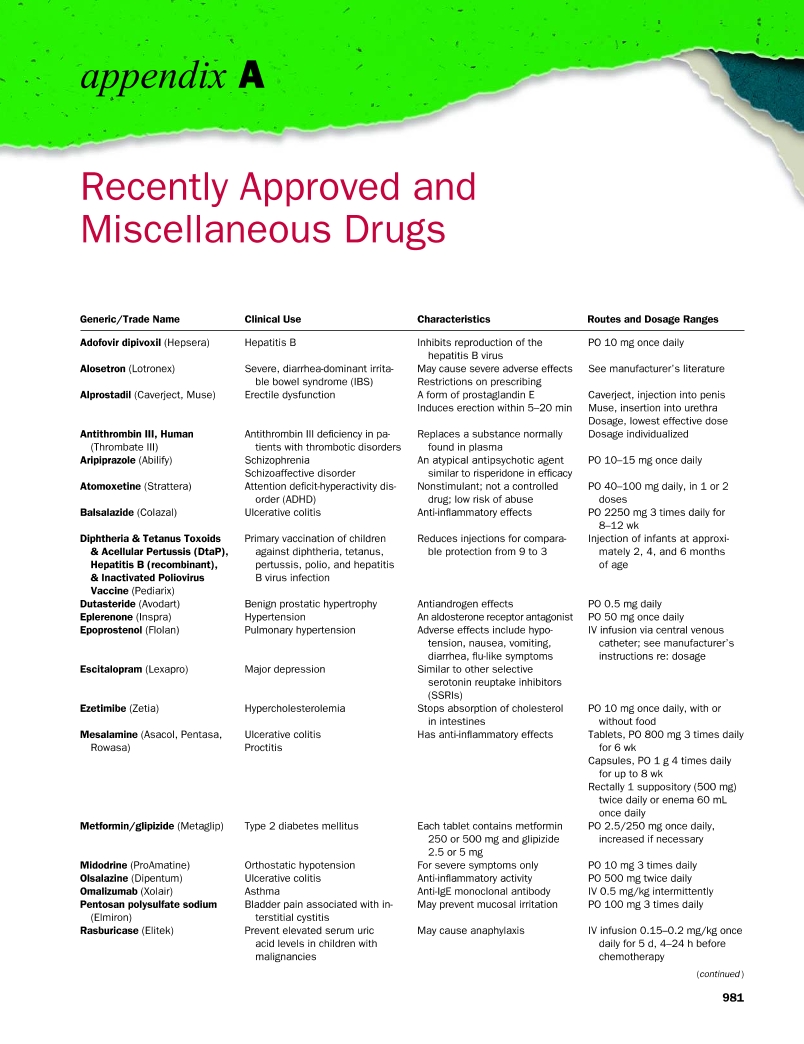 appendix A
Recently Approved and
Miscellaneous Drugs
Generic/Trade Name Clinical Use Characteristics Routes and Dosage Ranges
Adofovir dipivoxil (Hepsera) Hepatitis B Inhibits reproduction of the PO 10 mg once daily
hepatitis B virus
Alosetron (Lotronex) Severe, diarrhea-dominant irrita- May cause severe adverse effects See manufacturer's literature
ble bowel syndrome (IBS) Restrictions on prescribing
Alprostadil (Caverject, Muse) Erectile dysfunction A form of prostaglandin E Caverject, injection into penis
Induces erection within 5–20 min Muse, insertion into urethra
Dosage, lowest effective dose
Antithrombin III, Human Antithrombin III deficiency in pa- Replaces a substance normally Dosage individualized
(Thrombate III) tients with thrombotic disorders found in plasma
Aripiprazole (Abilify) Schizophrenia An atypical antipsychotic agent PO 10–15 mg once daily
Schizoaffective disorder similar to risperidone in efficacy
Atomoxetine (Strattera) Attention deficit-hyperactivity dis- Nonstimulant; not a controlled PO 40–100 mg daily, in 1 or 2
order (ADHD) drug; low risk of abuse doses
Balsalazide (Colazal) Ulcerative colitis Anti-inflammatory effects PO 2250 mg 3 times daily for
8–12 wk
Diphtheria & Tetanus Toxoids Primary vaccination of children Reduces injections for compara- Injection of infants at approxi-
& Acellular Pertussis (DtaP), against diphtheria, tetanus, ble protection from 9 to 3 mately 2, 4, and 6 months
Hepatitis B (recombinant), pertussis, polio, and hepatitis of age
& Inactivated Poliovirus B virus infection
Vaccine (Pediarix)
Dutasteride (Avodart) Benign prostatic hypertrophy Antiandrogen effects PO 0.5 mg daily
Eplerenone (Inspra) Hypertension An aldosterone receptor antagonist PO 50 mg once daily
Epoprostenol (Flolan) Pulmonary hypertension Adverse effects include hypo- IV infusion via central venous
tension, nausea, vomiting, catheter; see manufacturer's
diarrhea, flu-like symptoms instructions re: dosage
Escitalopram (Lexapro) Major depression Similar to other selective
serotonin reuptake inhibitors
(SSRIs)
Ezetimibe (Zetia) Hypercholesterolemia Stops absorption of cholesterol PO 10 mg once daily, with or
in intestines without food
Mesalamine (Asacol, Pentasa, Ulcerative colitis Has anti-inflammatory effects Tablets, PO 800 mg 3 times daily
Rowasa) Proctitis for 6 wk
Capsules, PO 1 g 4 times daily
for up to 8 wk
Rectally 1 suppository (500 mg)
twice daily or enema 60 mL
once daily
Metformin/glipizide (Metaglip) Type 2 diabetes mellitus Each tablet contains metformin PO 2.5/250 mg once daily,
250 or 500 mg and glipizide increased if necessary
2.5 or 5 mg
Midodrine (ProAmatine) Orthostatic hypotension For severe symptoms only PO 10 mg 3 times daily
Olsalazine (Dipentum) Ulcerative colitis Anti-inflammatory activity PO 500 mg twice daily
Omalizumab (Xolair) Asthma Anti-IgE monoclonal antibody IV 0.5 mg/kg intermittently
Pentosan polysulfate sodium Bladder pain associated with in- May prevent mucosal irritation PO 100 mg 3 times daily
(Elmiron) terstitial cystitis
Rasburicase (Elitek) Prevent elevated serum uric May cause anaphylaxis IV infusion 0.15–0.2 mg/kg once
acid levels in children with daily for 5 d, 4–24 h before
malignancies chemotherapy
(continued)
981